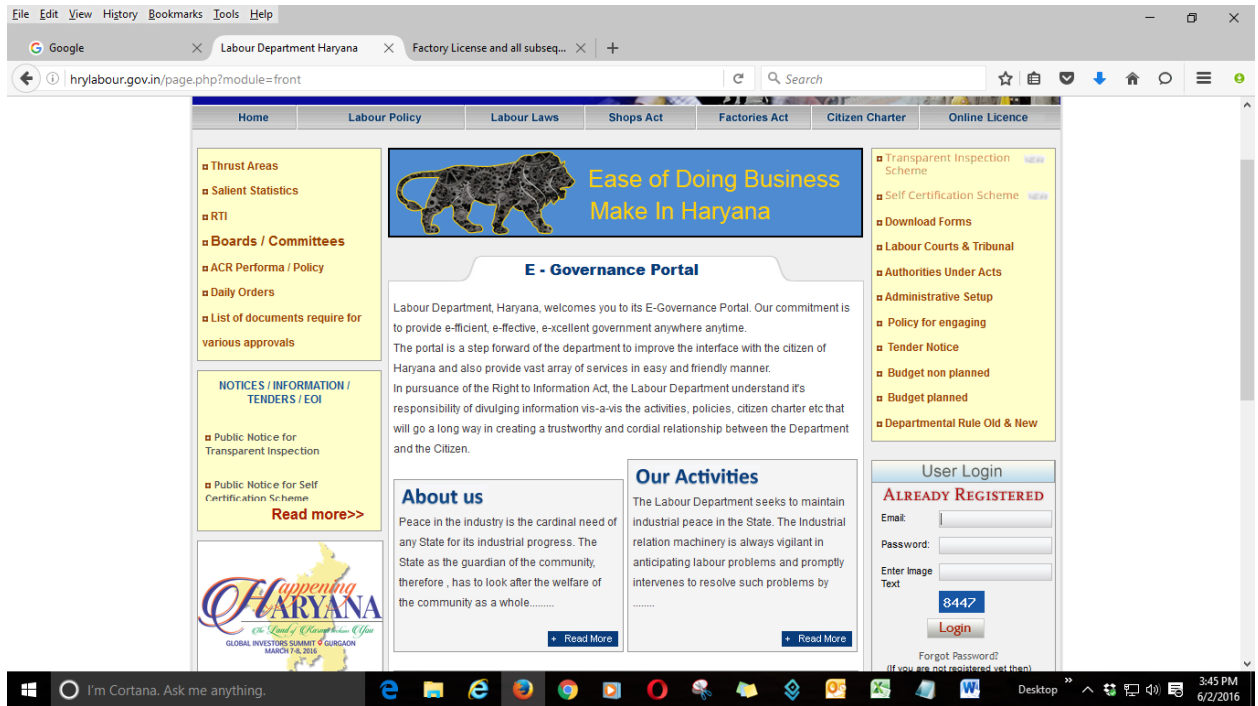 File Edit View History Bookmarks Tools Help
Google
Labour Department Haryana
Factory License and all subseq...
hrylabour.gov.in/page.php?module=front
Search
Home Labour Policy Labour Laws Shops Act Factories Act Citizen Charter Online Licence
Thrust Areas
Salient Statistics
RTI
Boards / Committees
ACR Performa / Policy
Daily Orders
List of documents require for
various approvals
NOTICES / INFORMATION /
TENDERS / EOI
Public Notice for
Transparent Inspection
Public Notice for Self
Certification Scheme
Read more>>
Happening
HARYANA
GLOBAL INVESTORS SUMMIT GURGAON
MARCH 7-8, 2016
Ease of Doing Business
Make In Haryana
E - Governance Portal
Labour Department, Haryana, welcomes you to its E-Governance Portal. Our commitment is
to provide e-fficient, e-ffective, e-xcellent government anywhere anytime.
The portal is a step forward of the department to improve the interface with the citizen of
Haryana and also provide vast array of services in easy and friendly manner.
In pursuance of the Right to Information Act, the Labour Department understand it's
responsibility of divulging information vis-a-vis the activities, policies, citizen charter etc that
will go a long way in creating a trustworthy and cordial relationship between the Department
and the Citizen.
About us
Peace in the industry is the cardinal need of
any State for its industrial progress. The
State as the guardian of the community,
therefore , has to look after the welfare of
the community as a whole.........
+ Read More
Our Activities
The Labour Department seeks to maintain
industrial peace in the State. The Industrial
relation machinery is always vigilant in
anticipating labour problems and promptly
intervenes to resolve such problems by
........
+ Read More
Transparent Inspection
Scheme
Self Certification Scheme
Download Forms
Labour Courts & Tribunal
Authorities Under Acts
Administrative Setup
Policy for engaging
Tender Notice
Budget non planned
Budget planned
Departmental Rule Old & New
User Login
ALREADY REGISTERED
Email:
Password:
Enter Image
Text
8447
Login
Forgot Password?
(If you are not registered yet then)
I'm Cortana. Ask me anything.
Desktop
3:45 PM
6/2/2016